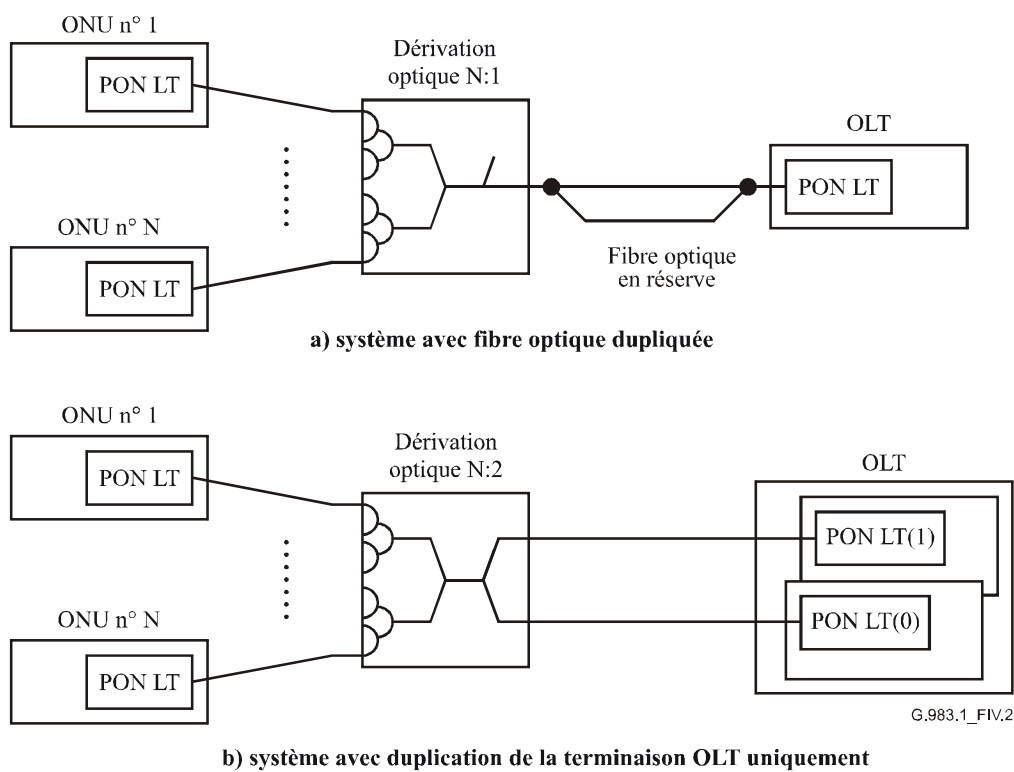 ONU n° 1
PON LT
Dérivation
optique N:1
OLT
PON LT
ONU n° N
PON LT
Fibre optique
en réserve
a) système avec fibre optique dupliquée
ONU n° 1
PON LT
Dérivation
optique N:2
OLT
PON LT(1)
ONU n° N
PON LT(0)
PON LT
G.983.1_FIV.2
b) système avec duplication de la terminaison OLT uniquement